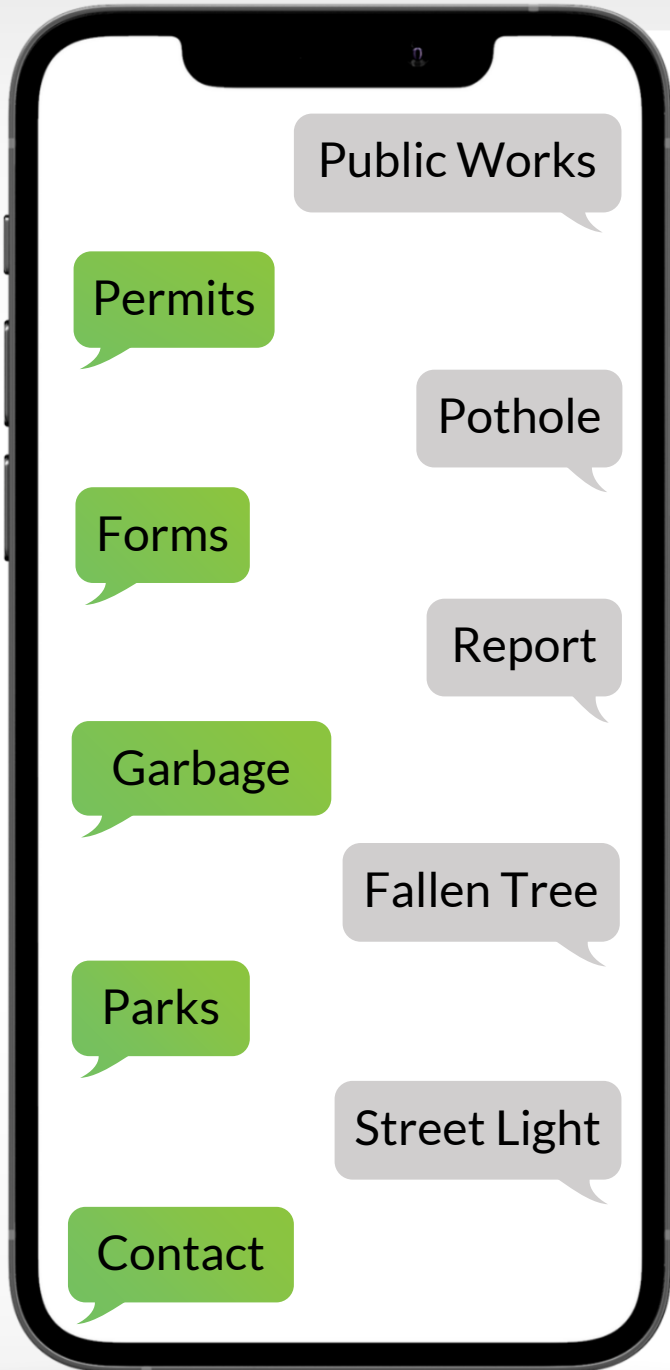 Public Works
Permits
Pothole
Forms
Report
Garbage
Fallen Tree
Parks
Street Light
Contact